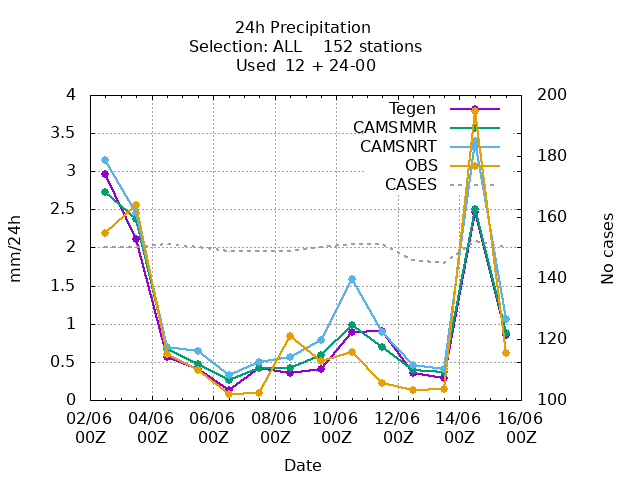 24h Precipitation
Selection: ALL    152 stations
Used  12 + 24-00
4
3.5
3
2.5
2
1.5
1
0.5
0
200
180
160
140
120
100
mm/24h
No cases
Tegen
CAMSMMR
CAMSNRT
OBS
CASES
02/06 04/06 06/06 08/06 10/06 12/06 14/06 16/06
00Z 00Z 00Z 00Z 00Z 00Z 00Z 00Z
Date